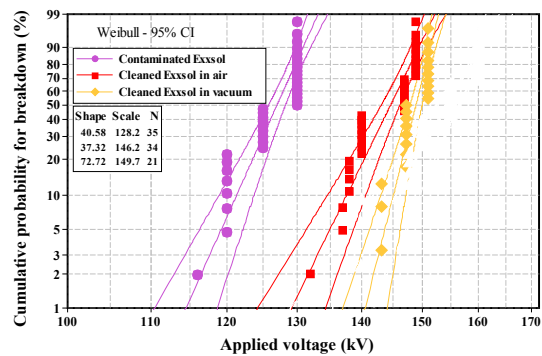 Weibull - 95% CI
Contaminated Exxsol
Cleaned Exxsol in air
Cleaned Exxsol in vacuum
Shape Scale N
40.58 128.2 35
37.32 146.2 34
72.72 149.7 21
Cumulative probability for breakdown (%)
99
90
80
70
60
50
40
30
20
10
5
3
2
1
100 110 120 130 140 150 160 170
Applied voltage (kV)